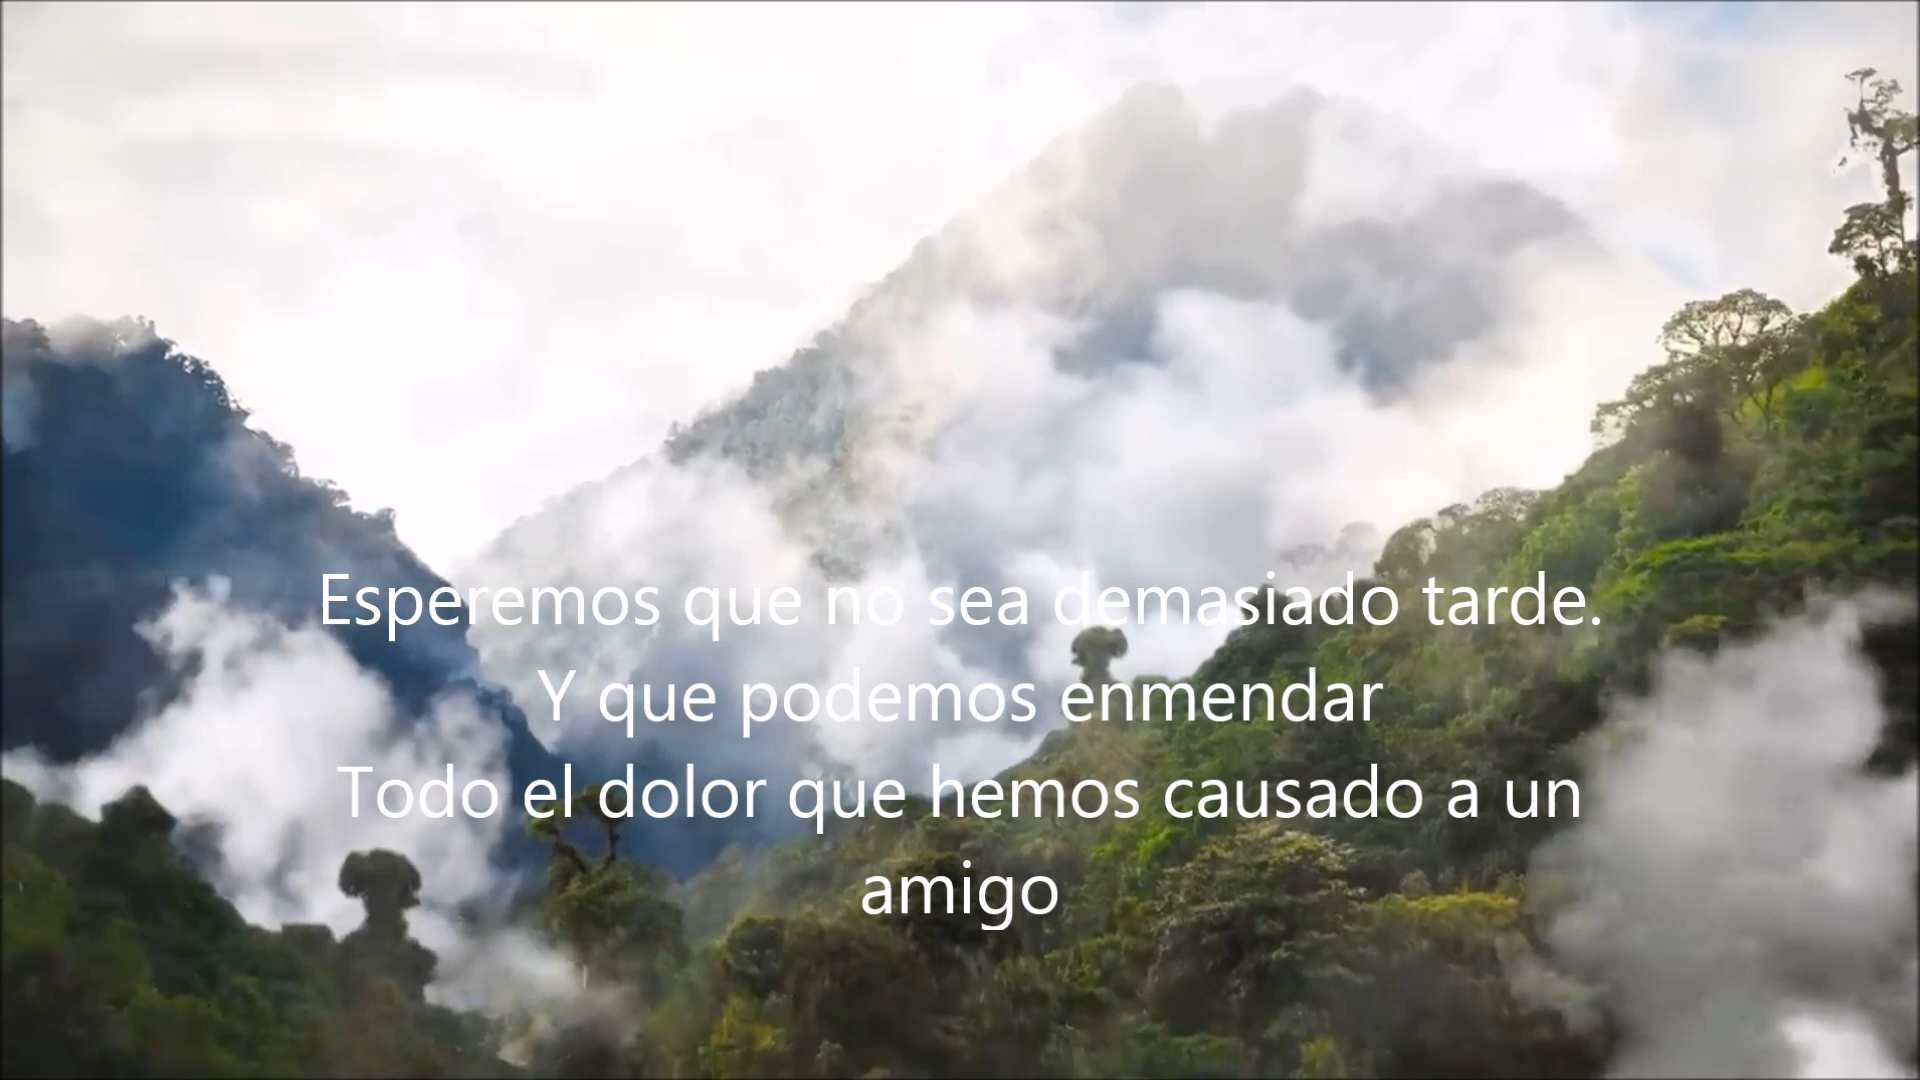 Esperemos que no sea demasiado tarde.
Y que podemos enmendar
Todo el dolor que hemos causado a un
amigo